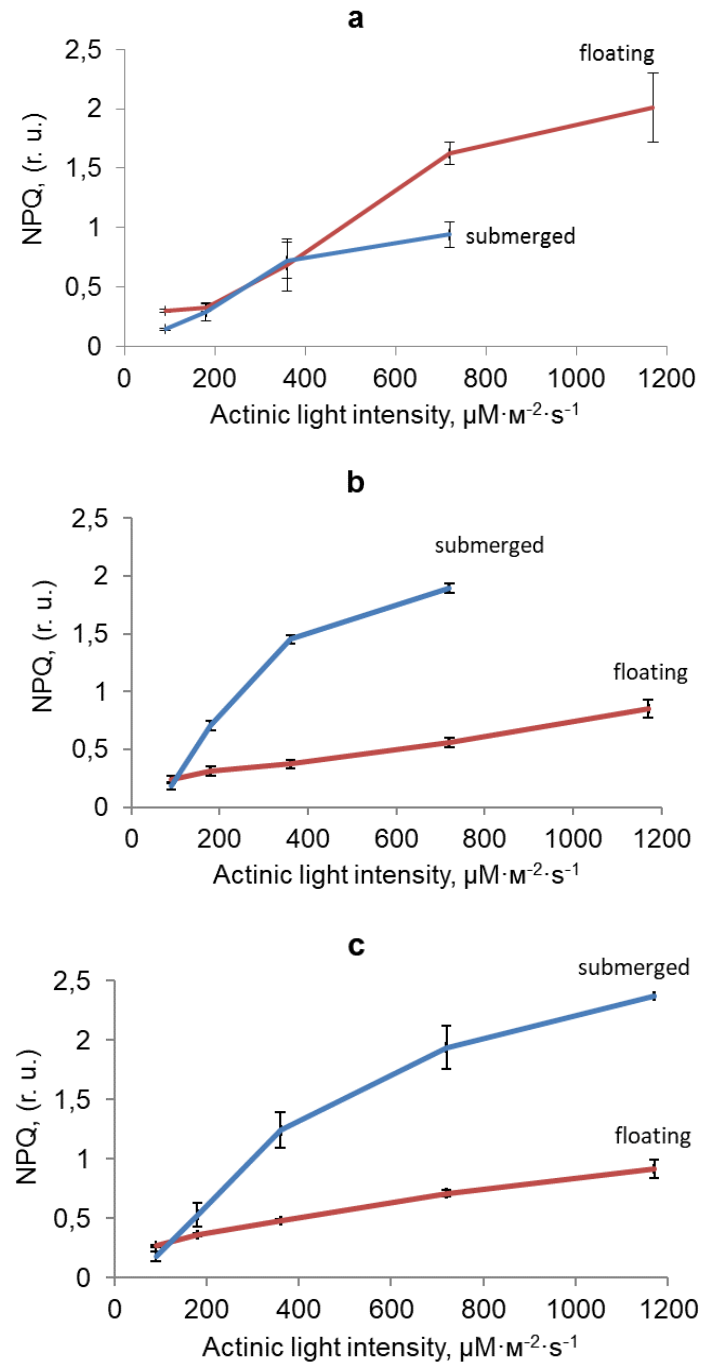 a
2,5
2
1,5
1
0,5
0
NPQ, (r. u.)
floating
submerged
0 200 400 600 800 1000 1200
Actinic light intensity, µM·м⁻²·s⁻¹
b
2,5
2
1,5
1
0,5
0
NPQ, (r. u.)
submerged
floating
0 200 400 600 800 1000 1200
Actinic light intensity, µM·м⁻²·s⁻¹
c
2,5
2
1,5
1
0,5
0
NPQ, (r. u.)
submerged
floating
0 200 400 600 800 1000 1200
Actinic light intensity, µM·м⁻²·s⁻¹